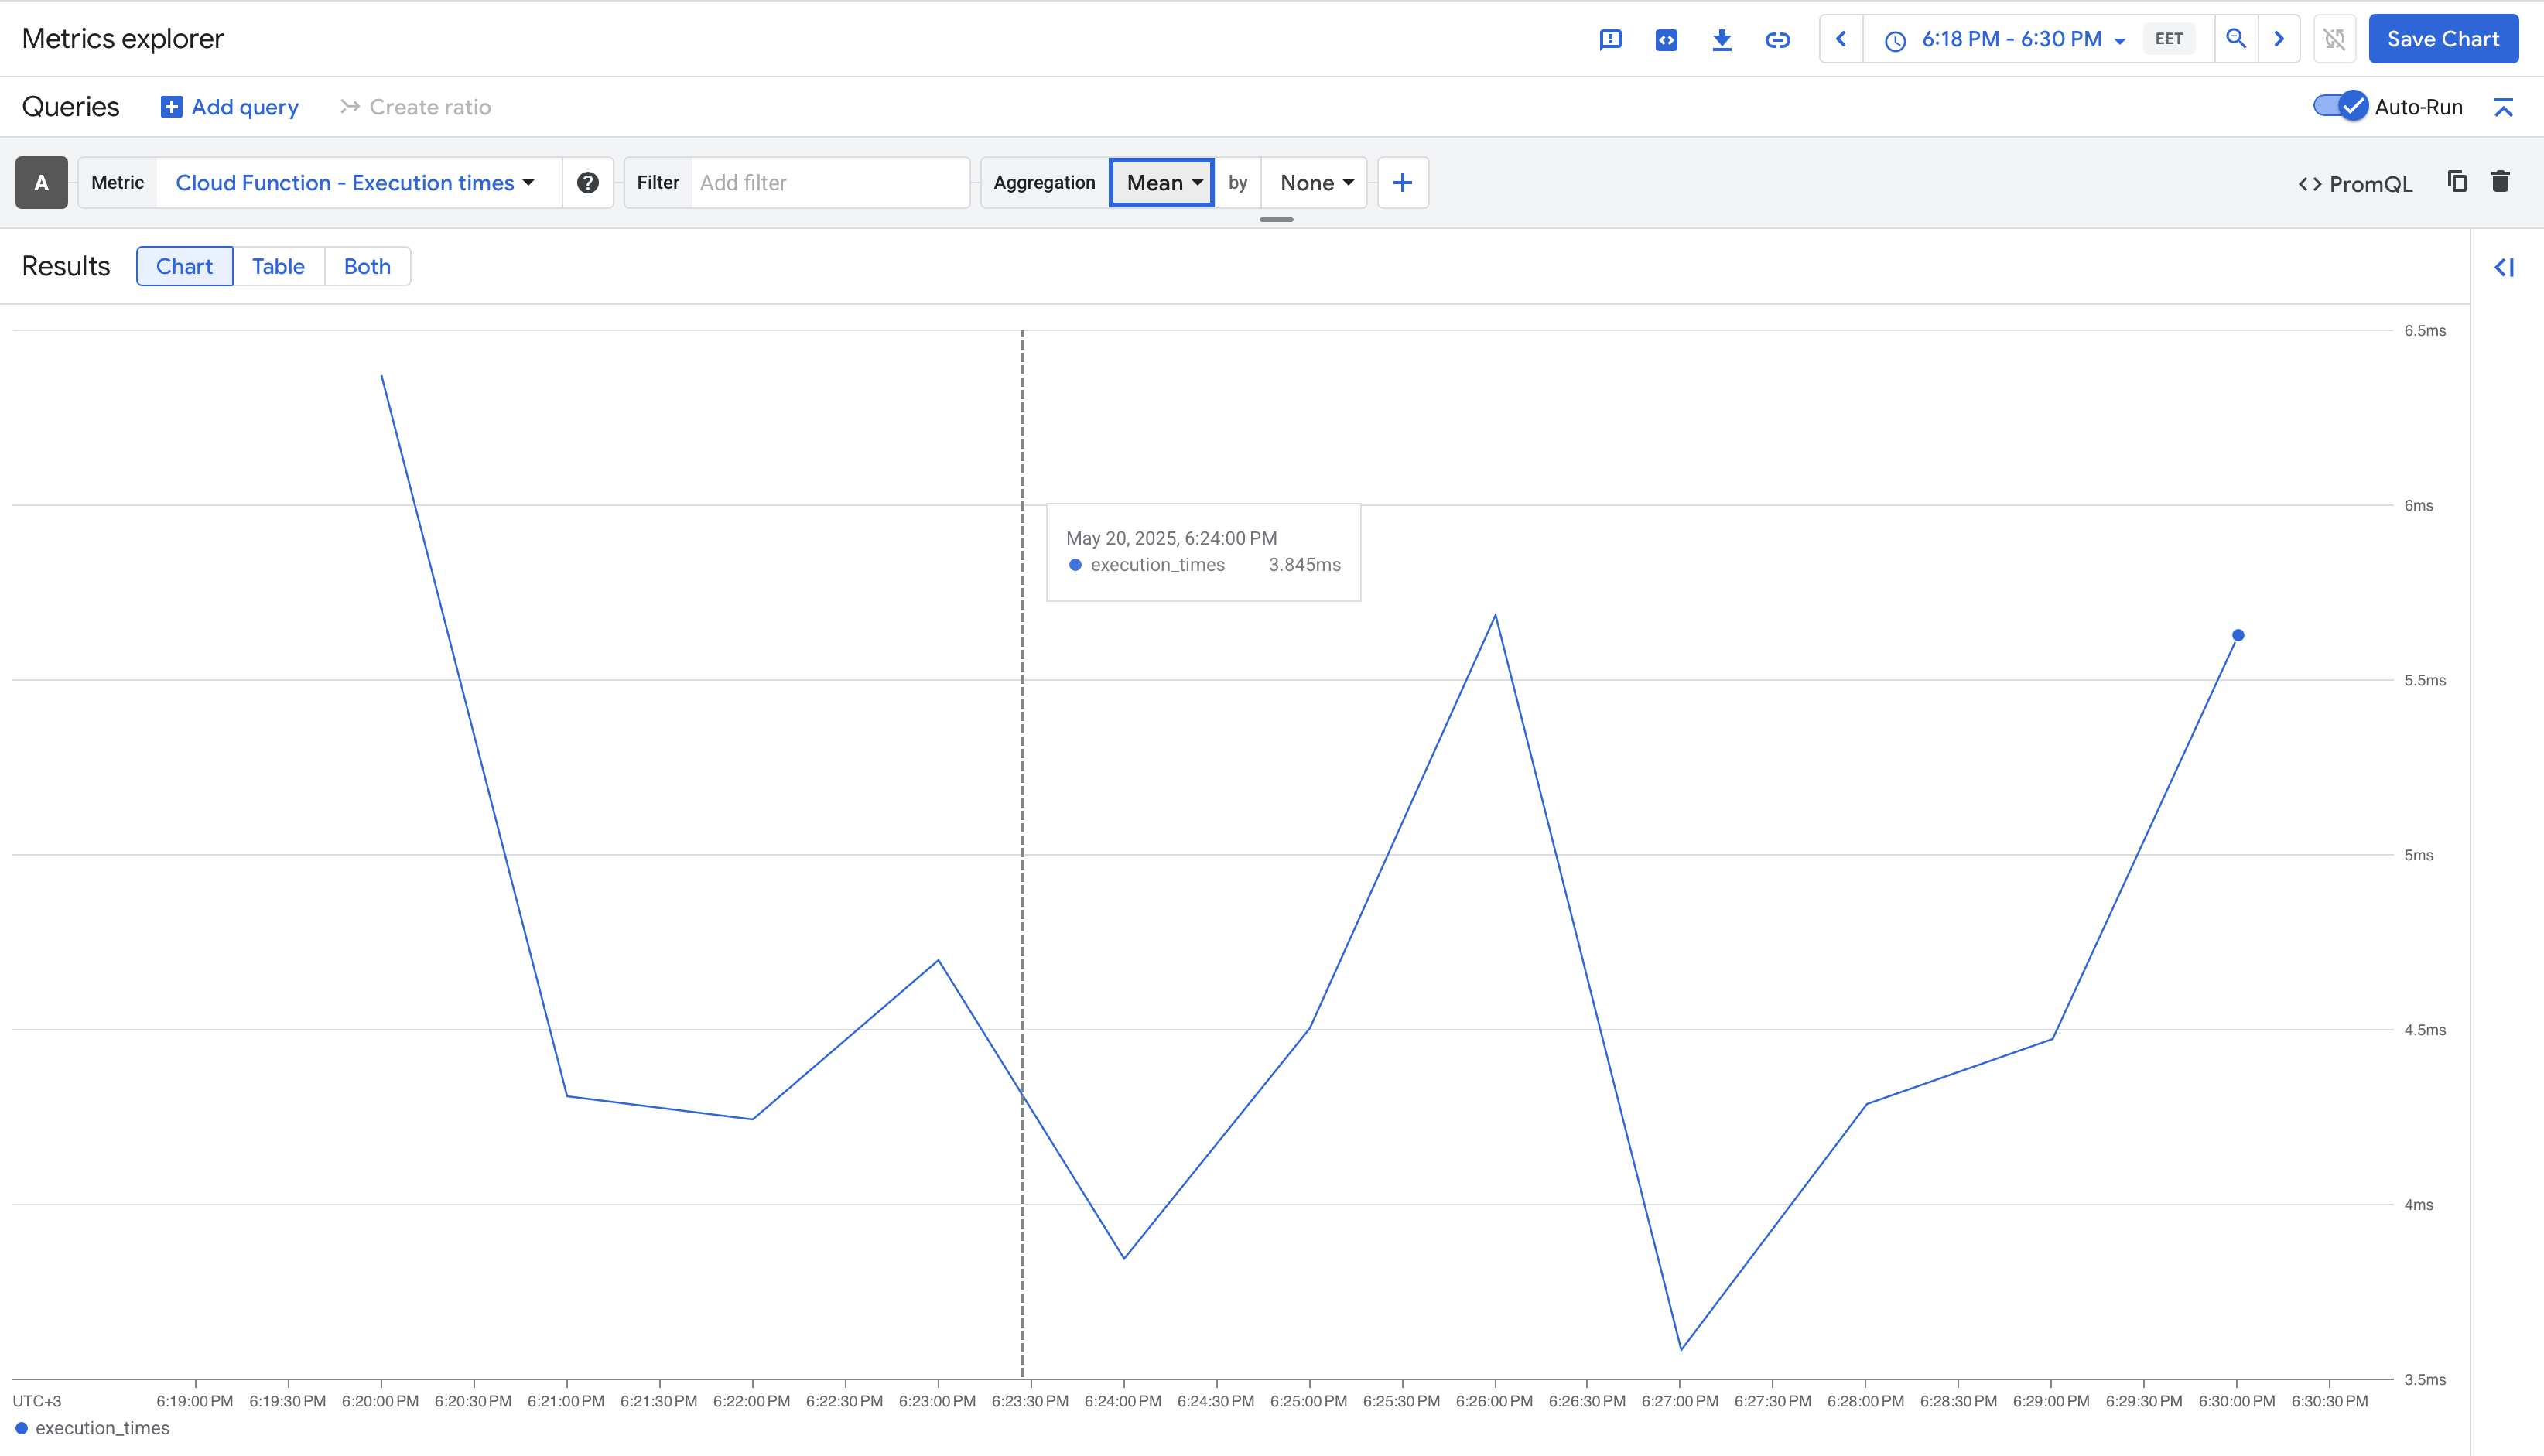 Metrics explorer
6:18 PM - 6:30 PM EET
Save Chart
Queries Add query Create ratio
Auto-Run
A Metric Cloud Function - Execution times Filter Add filter Aggregation Mean by None
<> PromQL
Results Chart Table Both
6.5ms
6ms
May 20, 2025, 6:24:00 PM
execution_times 3.845ms
5.5ms
5ms
4.5ms
4ms
3.5ms
UTC+3 6:19:00 PM 6:19:30 PM 6:20:00 PM 6:20:30 PM 6:21:00 PM 6:21:30 PM 6:22:00 PM 6:22:30 PM 6:23:00 PM 6:23:30 PM 6:24:00 PM 6:24:30 PM 6:25:00 PM 6:25:30 PM 6:26:00 PM 6:26:30 PM 6:27:00 PM 6:27:30 PM 6:28:00 PM 6:28:30 PM 6:29:00 PM 6:29:30 PM 6:30:00 PM 6:30:30 PM
execution_times